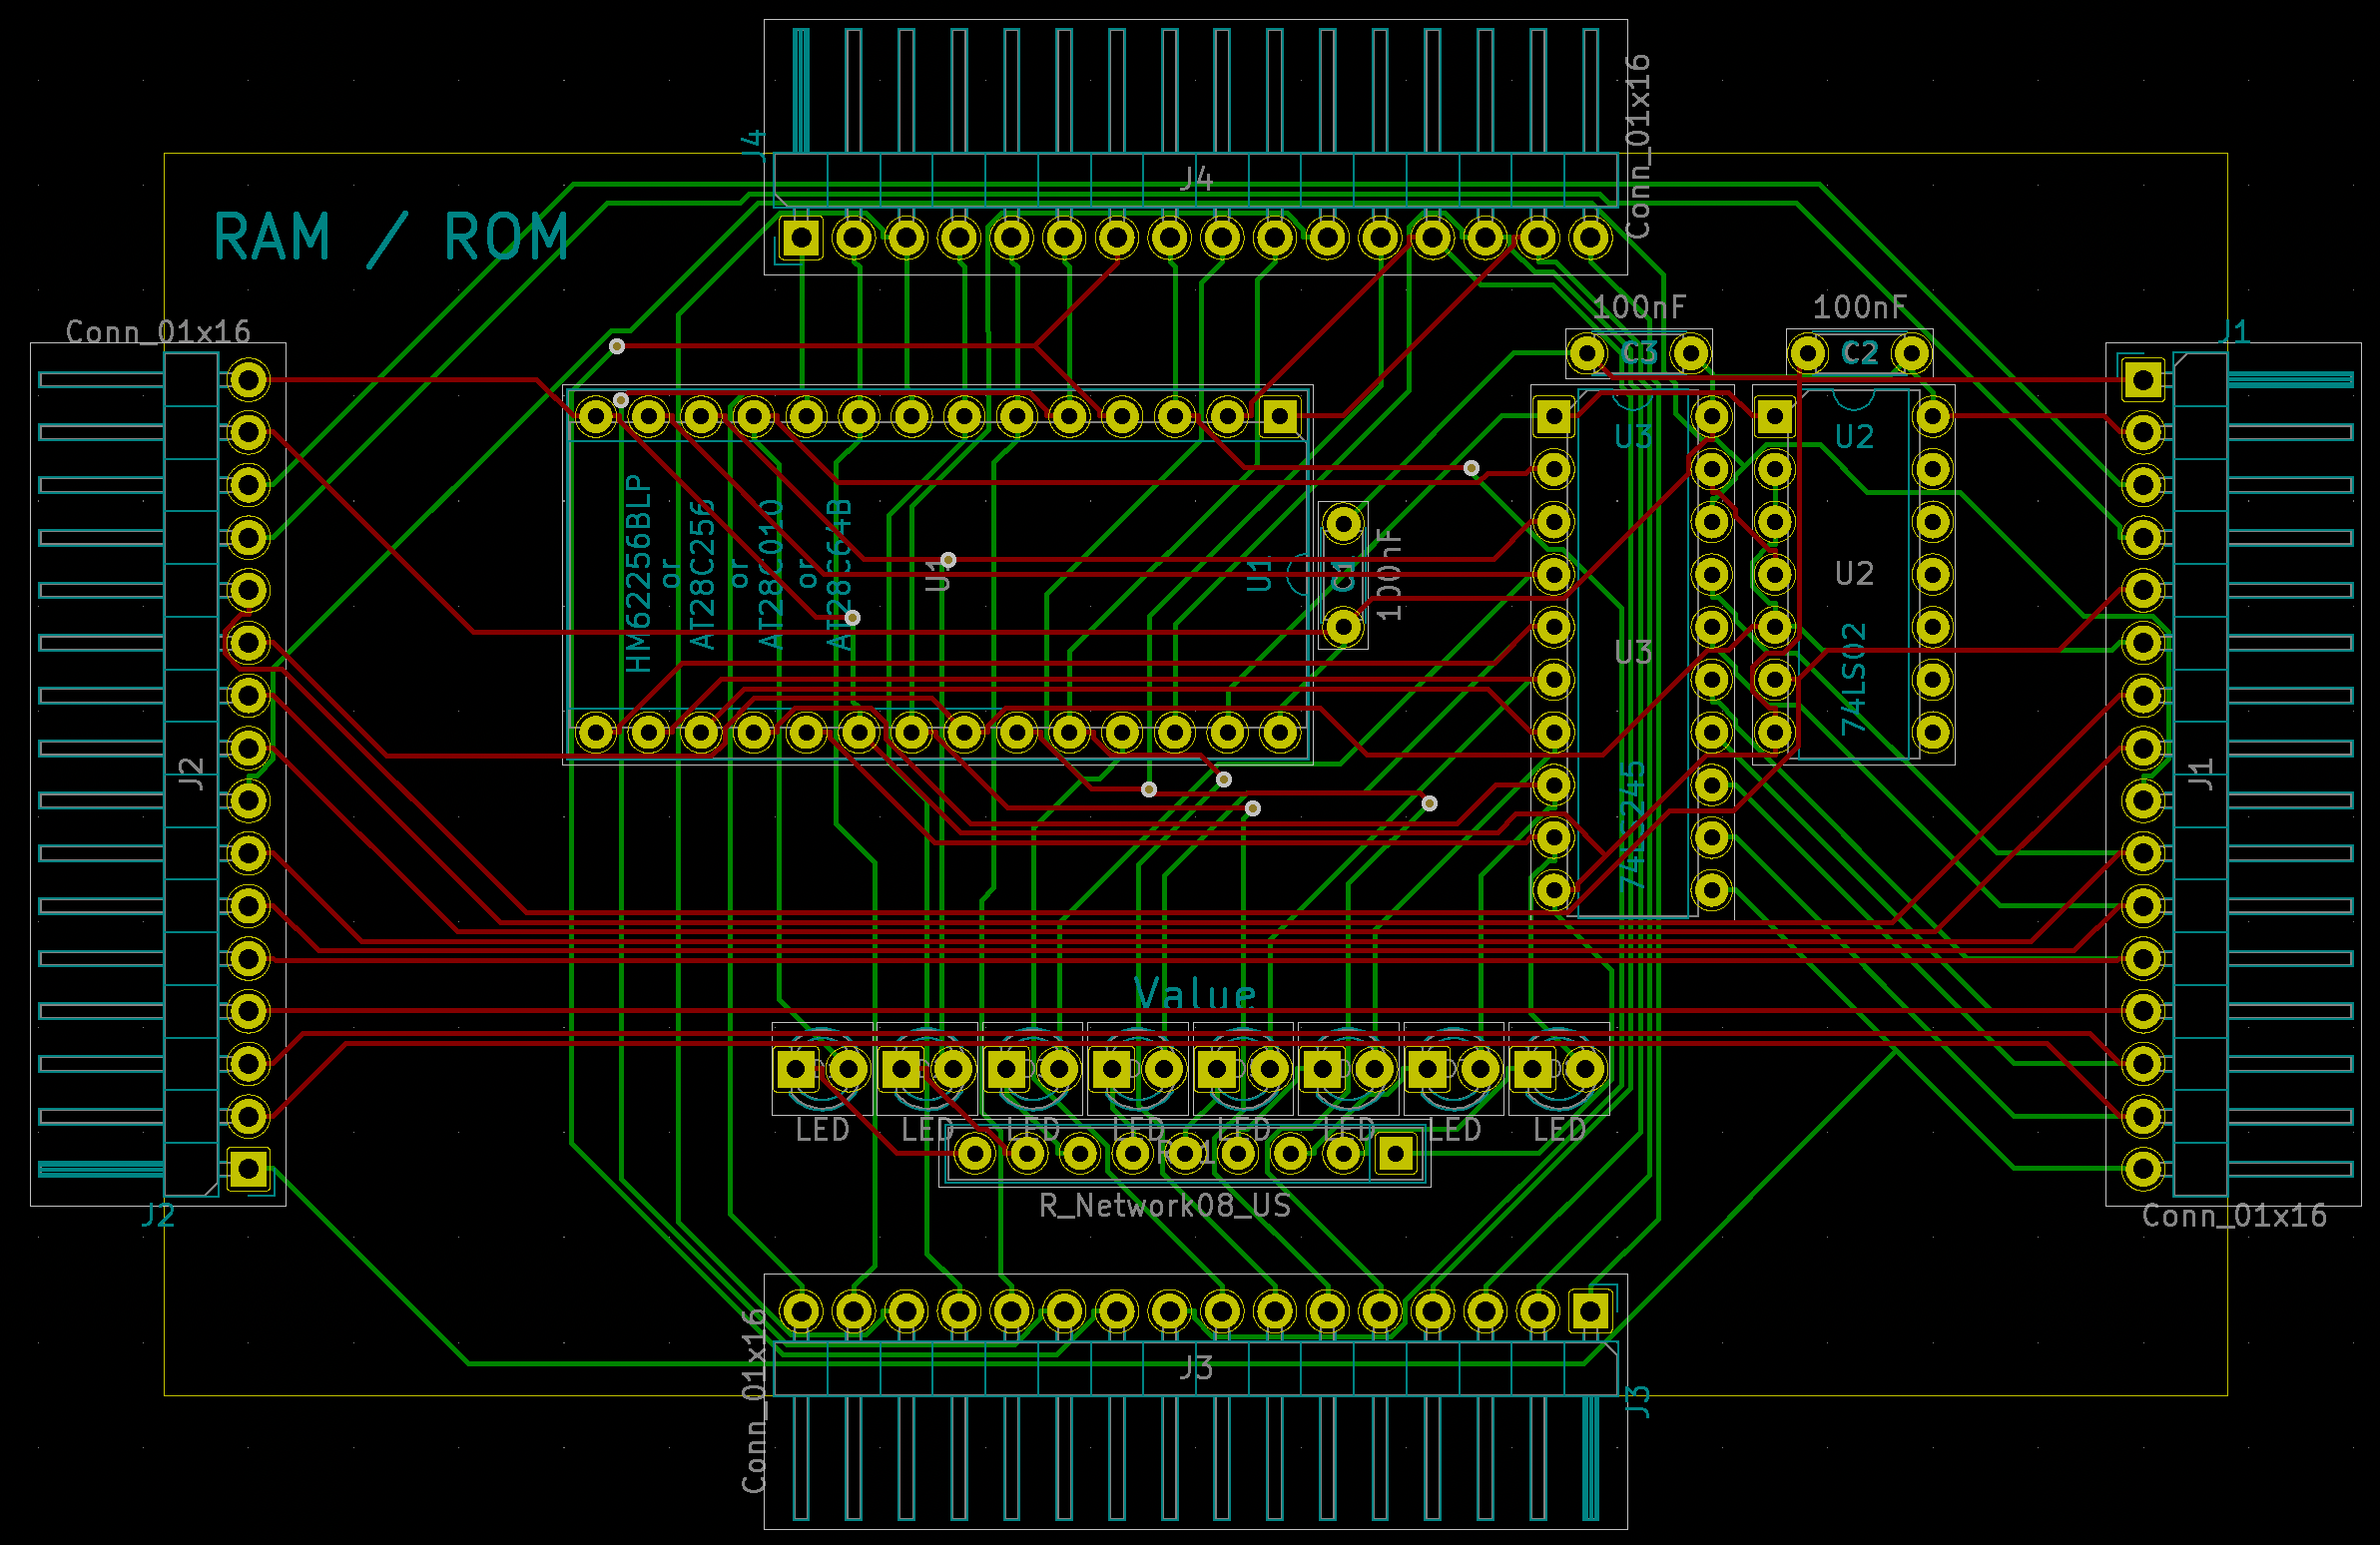 Conn_01x16
J4
J4
RAM / ROM
Conn_01x16
100nF
100nF
C3
C2
J1
U3
U2
HM62256BLP
or
AT28C256
or
AT28C010
or
AT28C64B
U1
U1
C1
100nF
U2
U3
74LS02
74LS245
J2
J1
Value
LED
LED
LED
LED
LED
LED
LED
LED
R_Network08_US
J2
Conn_01x16
Conn_01x16
J3
J3